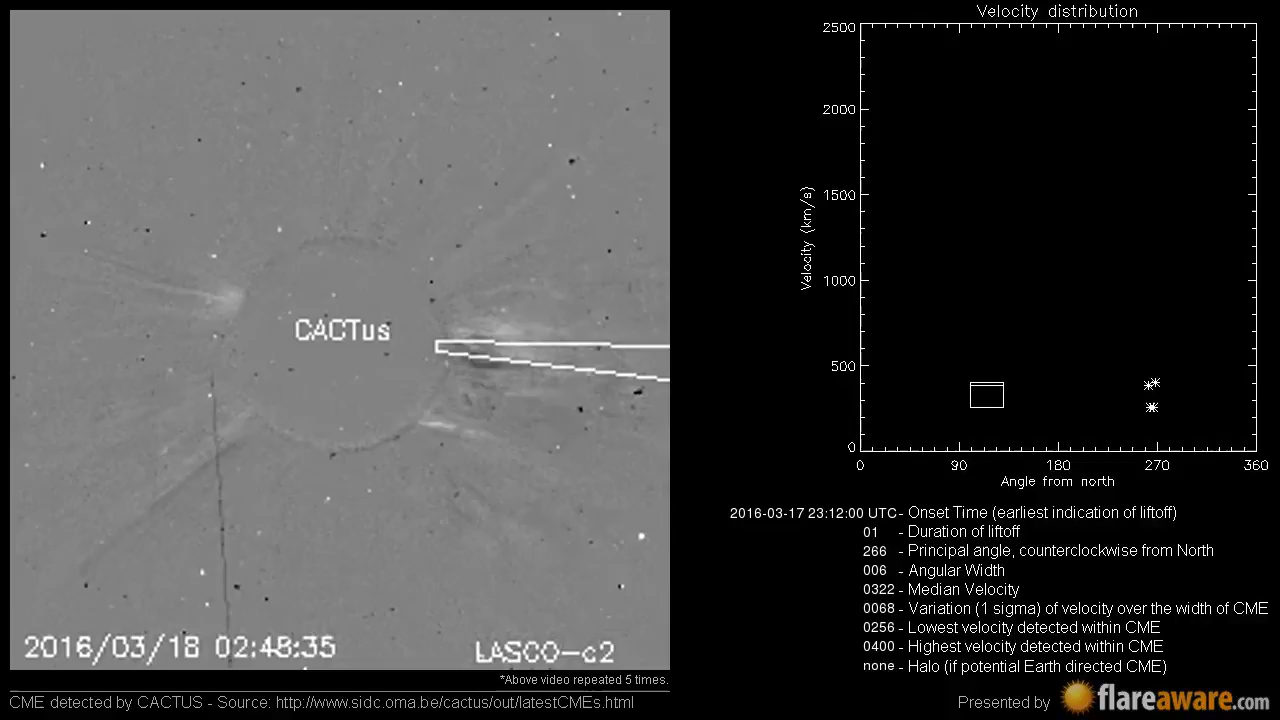 CACTus
2016/03/18 02:48:35
LASCO-c2
*Above video repeated 5 times.
CME detected by CACTUS - Source: http://www.sidc.oma.be/cactus/out/latestCMEs.html
Velocity distribution
2500
2000
1500
1000
500
0
Velocity (km/s)
0 90 180 270 360
Angle from north
2016-03-17 23:12:00 UTC - Onset Time (earliest indication of liftoff)
01 - Duration of liftoff
266 - Principal angle, counterclockwise from North
006 - Angular Width
0322 - Median Velocity
0068 - Variation (1 sigma) of velocity over the width of CME
0256 - Lowest velocity detected within CME
0400 - Highest velocity detected within CME
none - Halo (if potential Earth directed CME)
Presented by flareaware.com